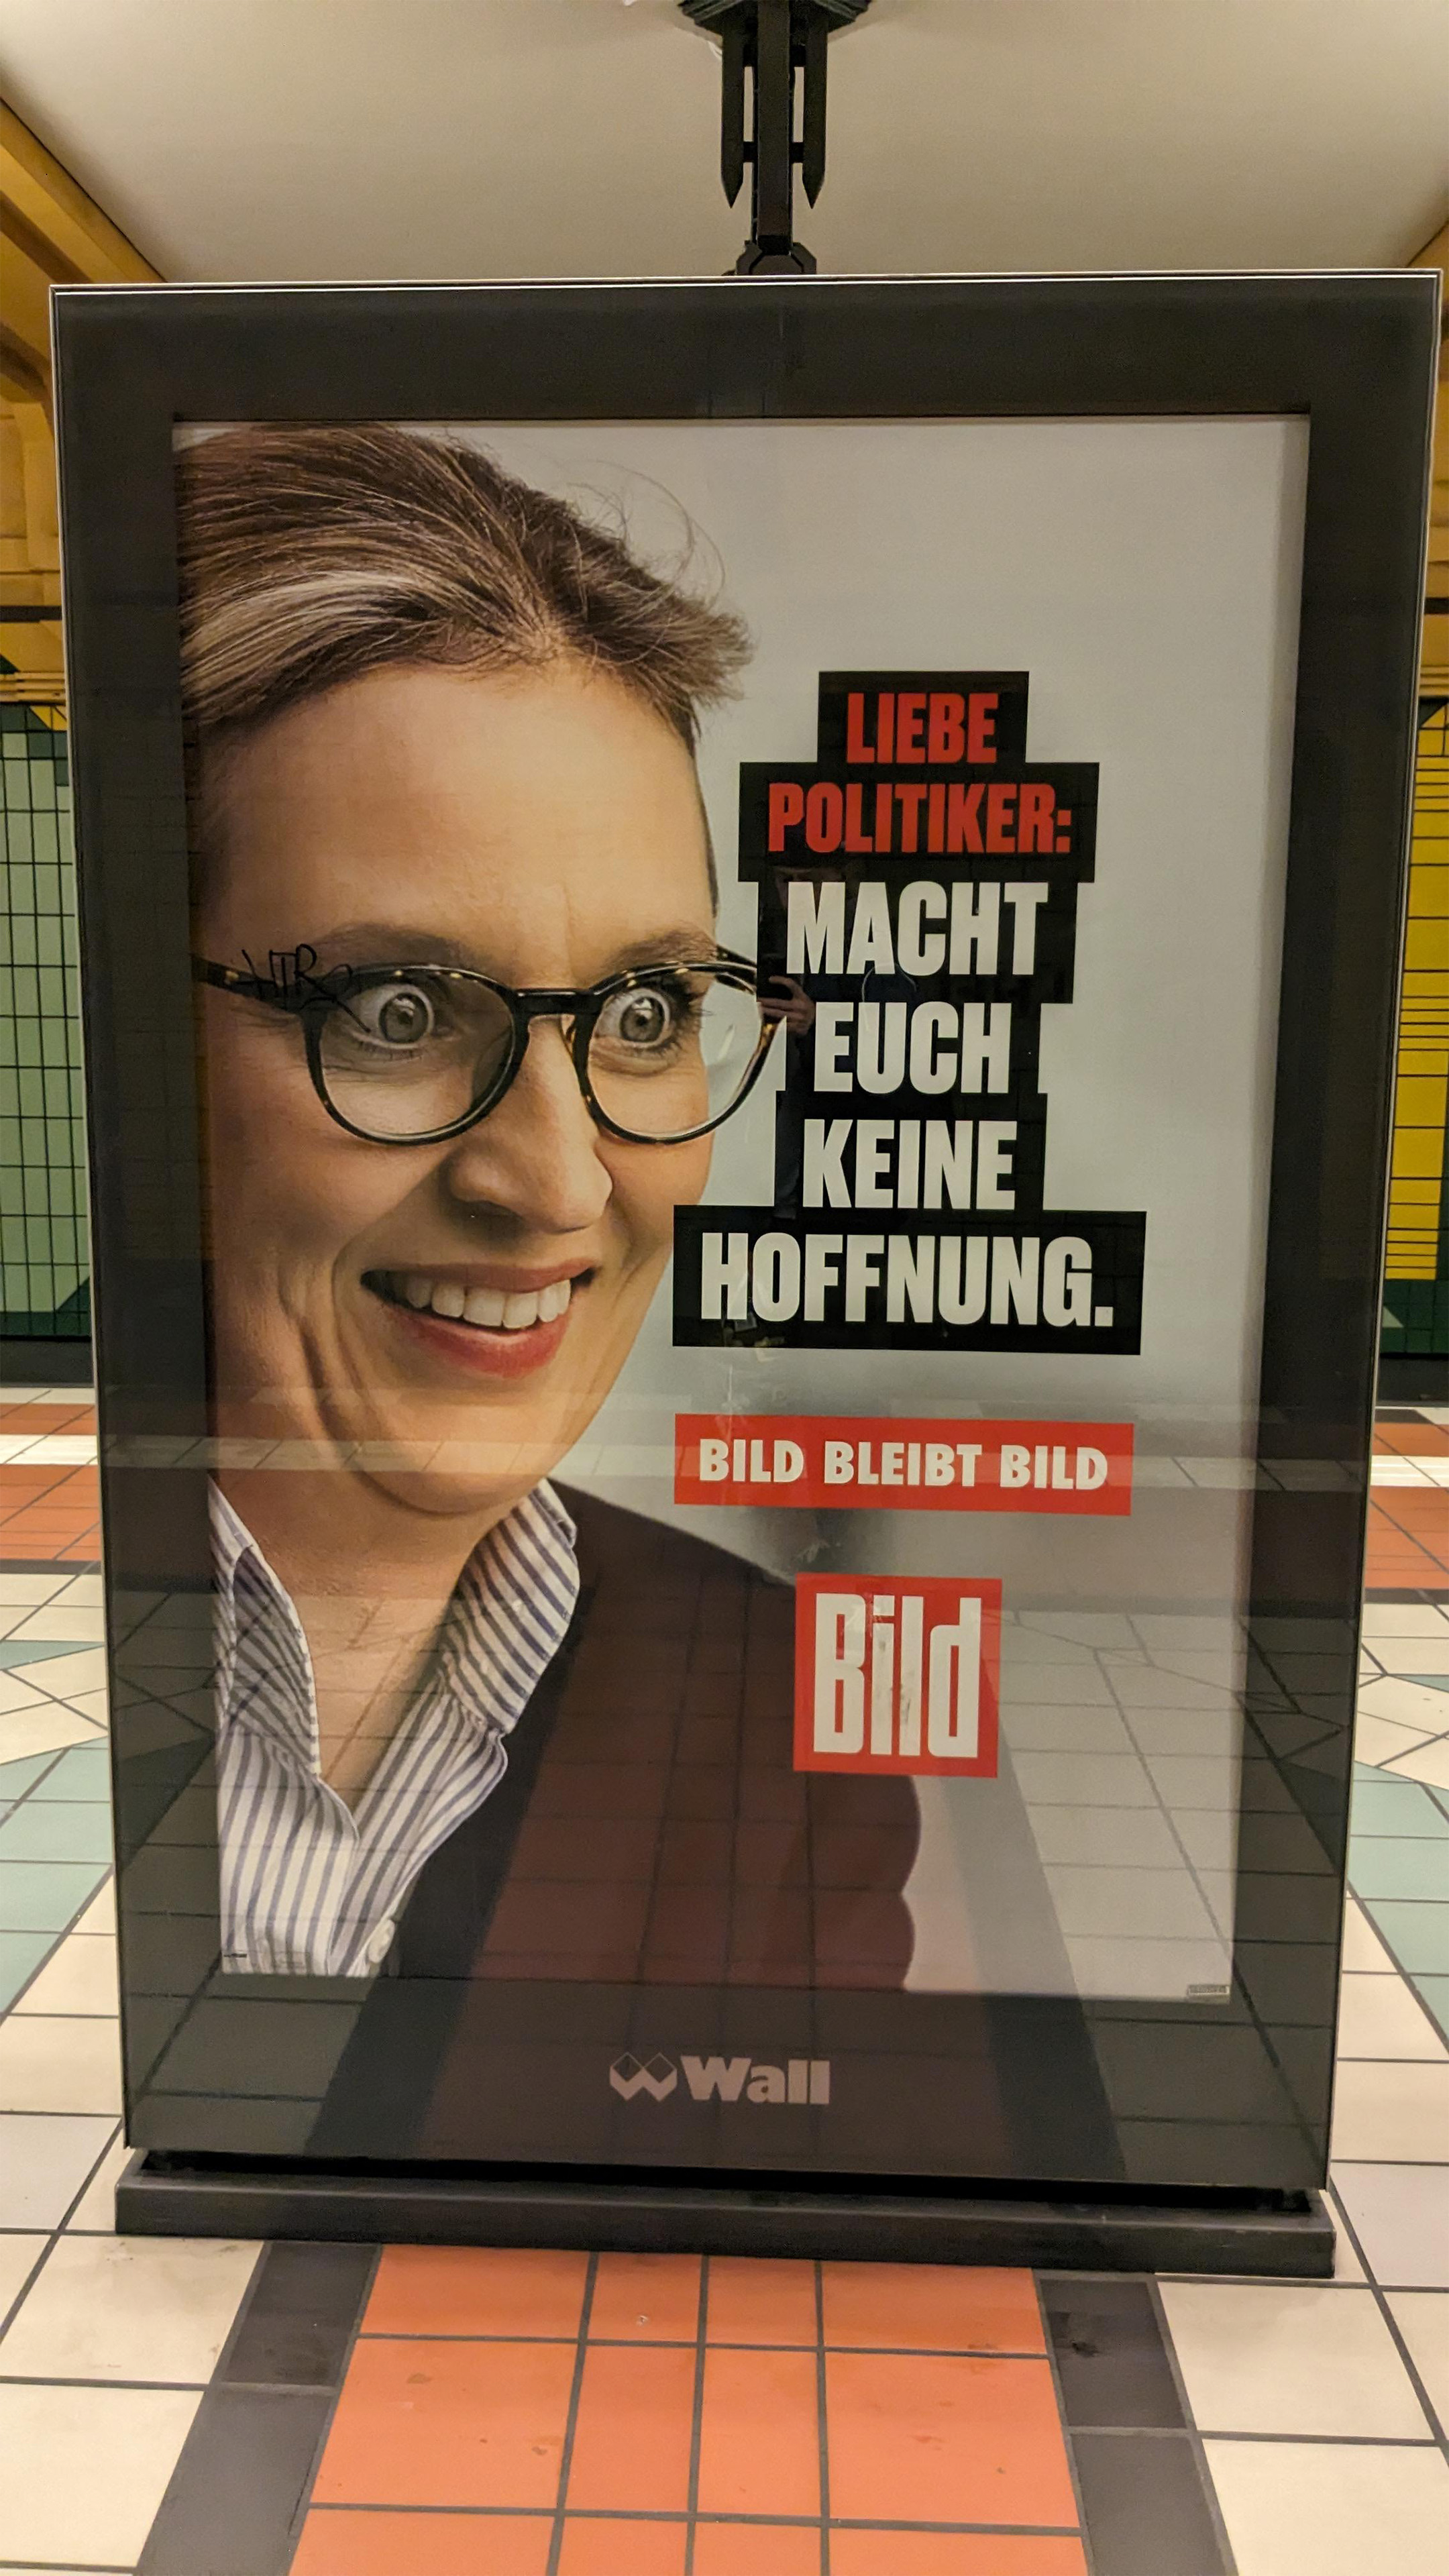 LIEBE
POLITIKER:
MACHT
EUCH
KEINE
HOFFNUNG.
BILD BLEIBT BILD
Bild
Wall